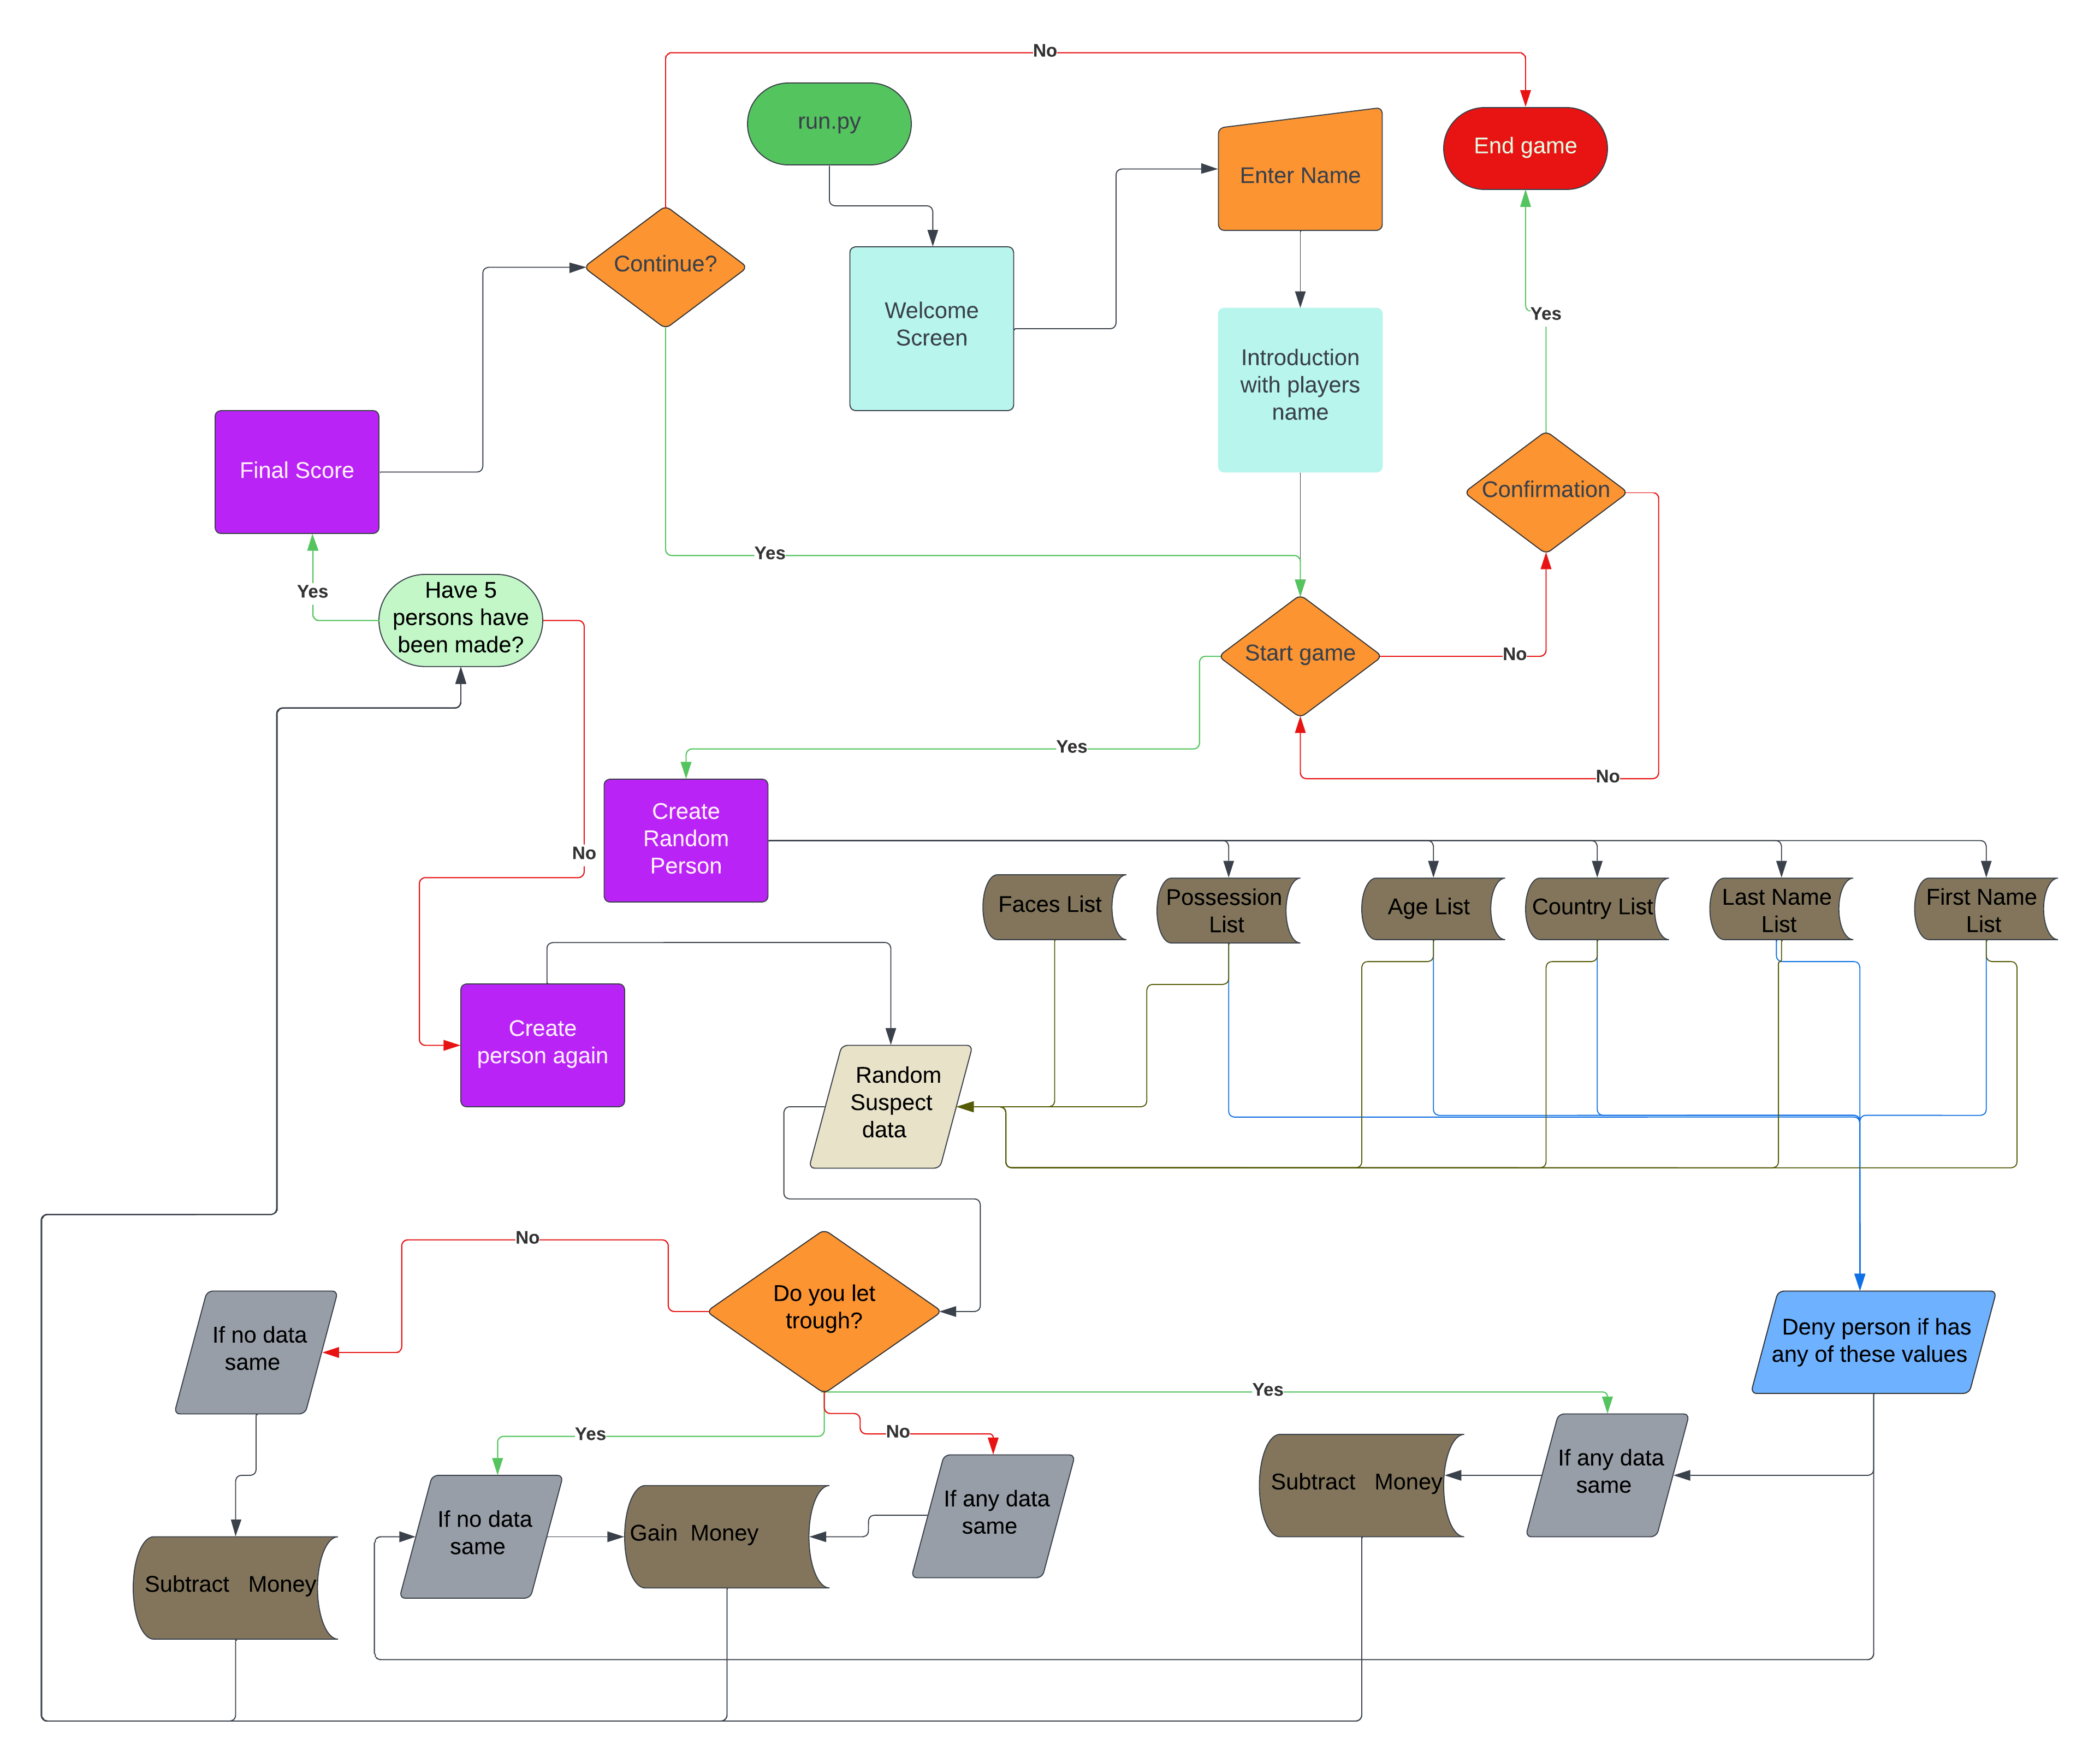 No
run.py
End game
Enter Name
Continue?
Welcome
Screen
Yes
Introduction
with players
name
Final Score
Confirmation
Yes
Yes
Have 5
persons have
been made?
Start game
No
Yes
No
Create
Random
Person
No
Faces List
Possession
List
Age List
Country List
Last Name
List
First Name
List
Create
person again
Random
Suspect
data
No
Do you let
trough?
If no data
same
Deny person if has
any of these values
Yes
Yes
No
If any data
same
Subtract Money
If no data
same
Gain Money
If any data
same
Subtract Money